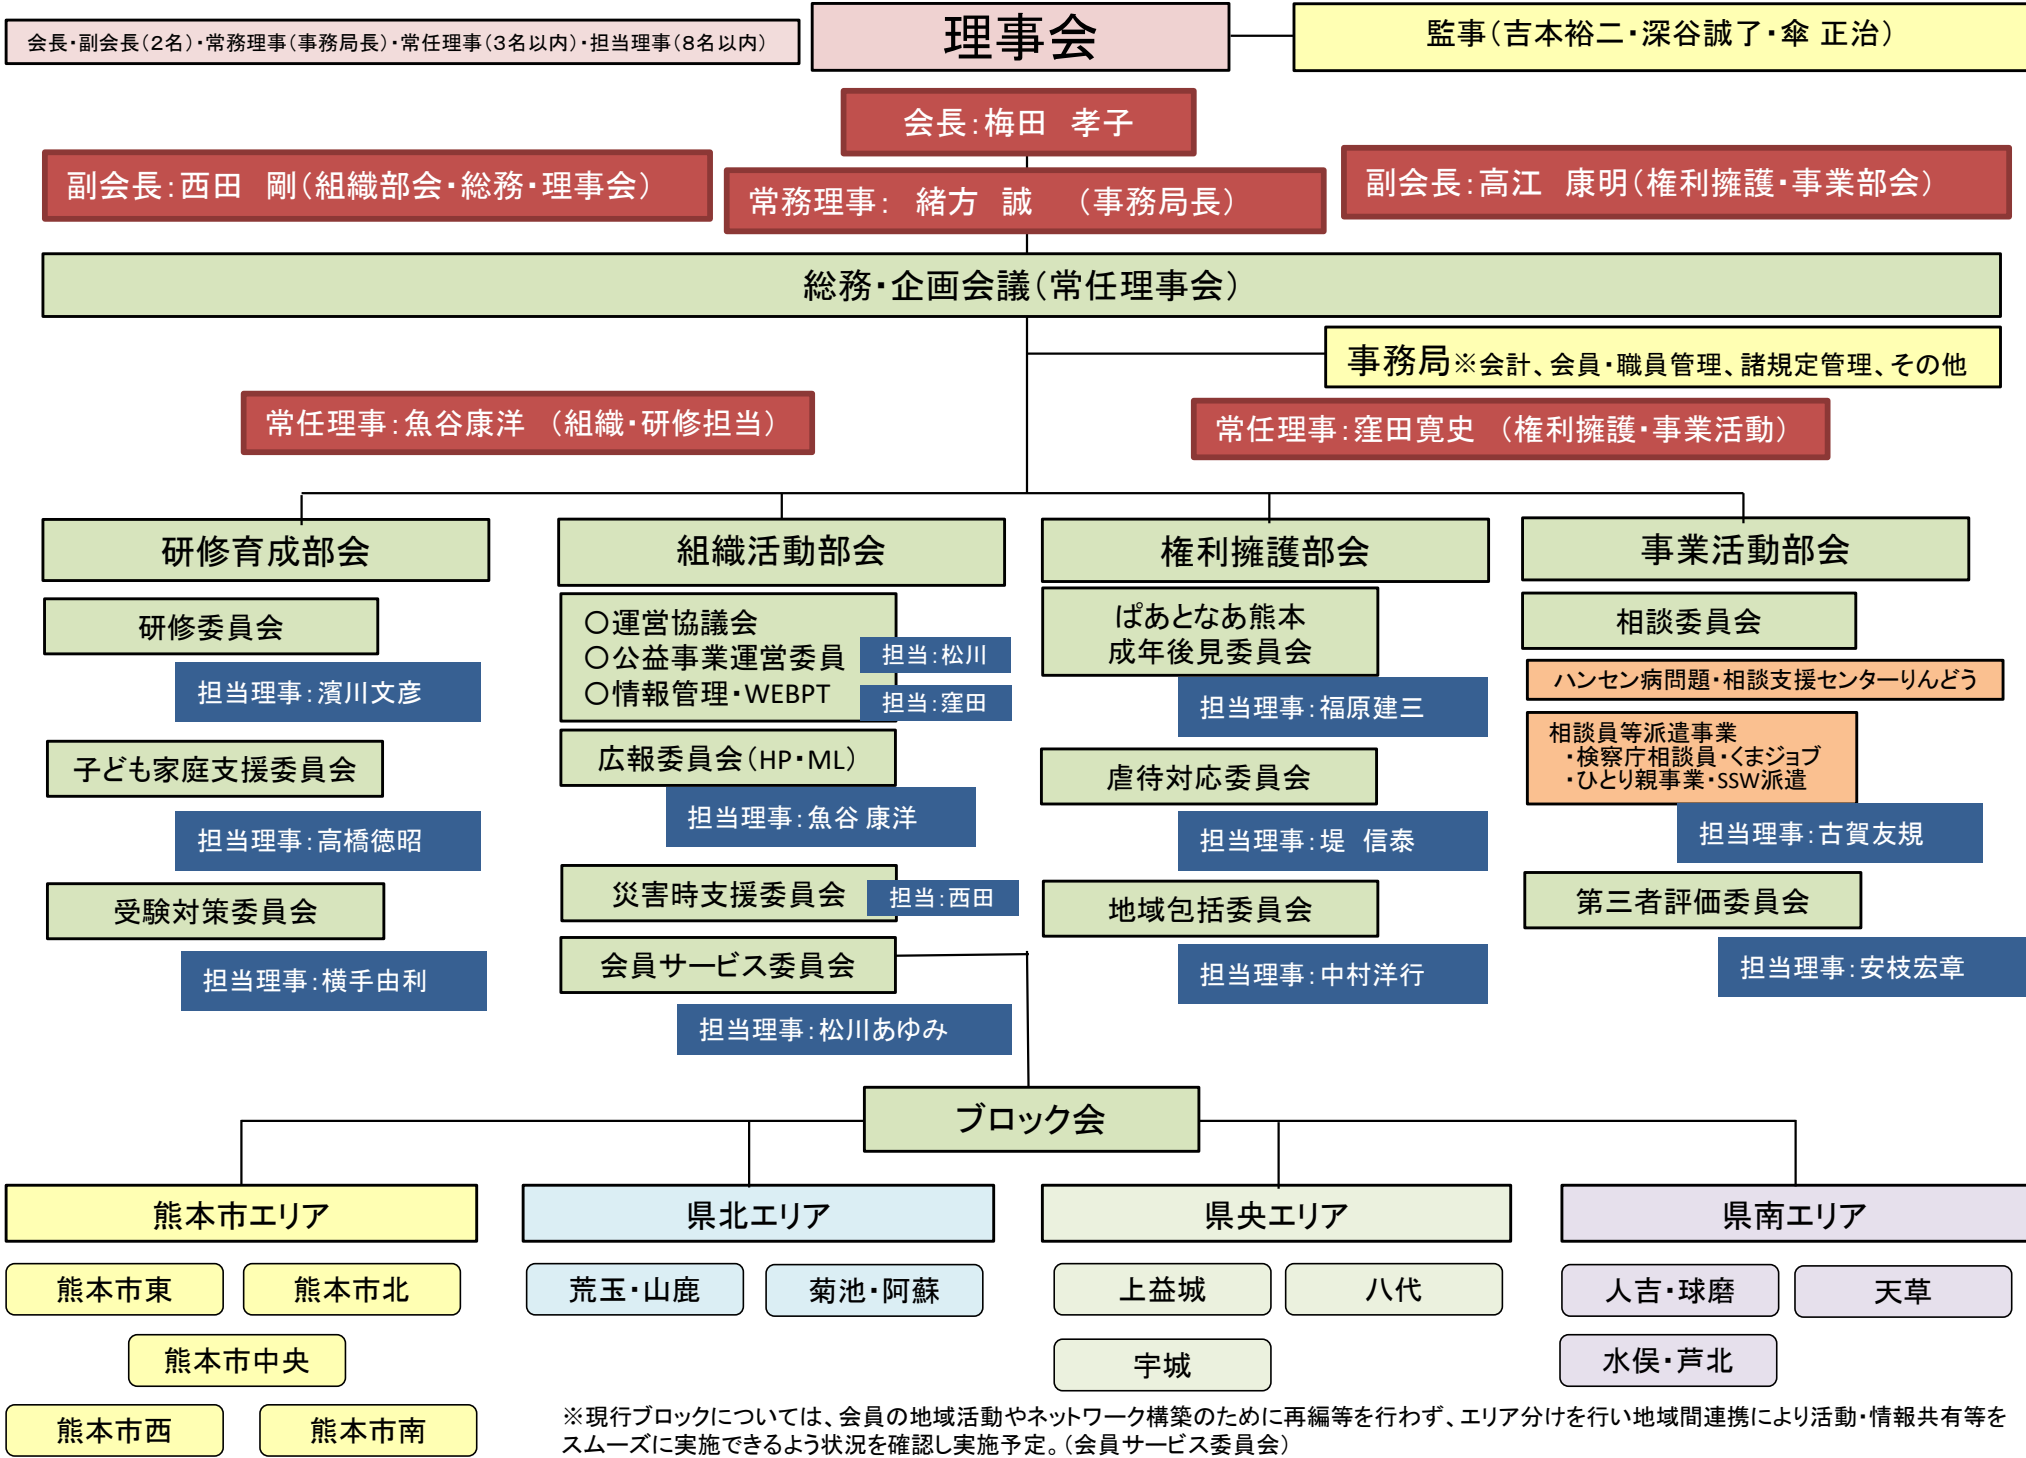 会長・副会長(2名)・常務理事(事務局長)・常任理事(3名以内)・担当理事(8名以内)
理事会
監事(吉本裕二・深谷誠了・傘 正治)
会長:梅田　孝子
副会長:西田　剛(組織部会・総務・理事会)
常務理事:　緒方　誠　(事務局長)
副会長:高江　康明(権利擁護・事業部会)
総務・企画会議(常任理事会)
事務局※会計、会員・職員管理、諸規定管理、その他
常任理事:魚谷康洋　(組織・研修担当)
常任理事:窪田寛史　(権利擁護・事業活動)
研修育成部会
研修委員会
担当理事:濱川文彦
子ども家庭支援委員会
担当理事:高橋徳昭
受験対策委員会
担当理事:横手由利
組織活動部会
〇運営協議会
〇公益事業運営委員
担当:松川
〇情報管理・WEBPT
担当:窪田
広報委員会(HP・ML)
担当理事:魚谷 康洋
災害時支援委員会
担当:西田
会員サービス委員会
担当理事:松川あゆみ
権利擁護部会
ぱあとなあ熊本
成年後見委員会
担当理事:福原建三
虐待対応委員会
担当理事:堤　信泰
地域包括委員会
担当理事:中村洋行
事業活動部会
相談委員会
ハンセン病問題・相談支援センターりんどう
相談員等派遣事業
・検察庁相談員・くまジョブ
・ひとり親事業・SSW派遣
担当理事:古賀友規
第三者評価委員会
担当理事:安枝宏章
ブロック会
熊本市エリア
熊本市東
熊本市北
熊本市中央
熊本市西
熊本市南
県北エリア
荒玉・山鹿
菊池・阿蘇
県央エリア
上益城
八代
宇城
県南エリア
人吉・球磨
天草
水俣・芦北
※現行ブロックについては、会員の地域活動やネットワーク構築のために再編等を行わず、エリア分けを行い地域間連携により活動・情報共有等を
スムーズに実施できるよう状況を確認し実施予定。(会員サービス委員会)